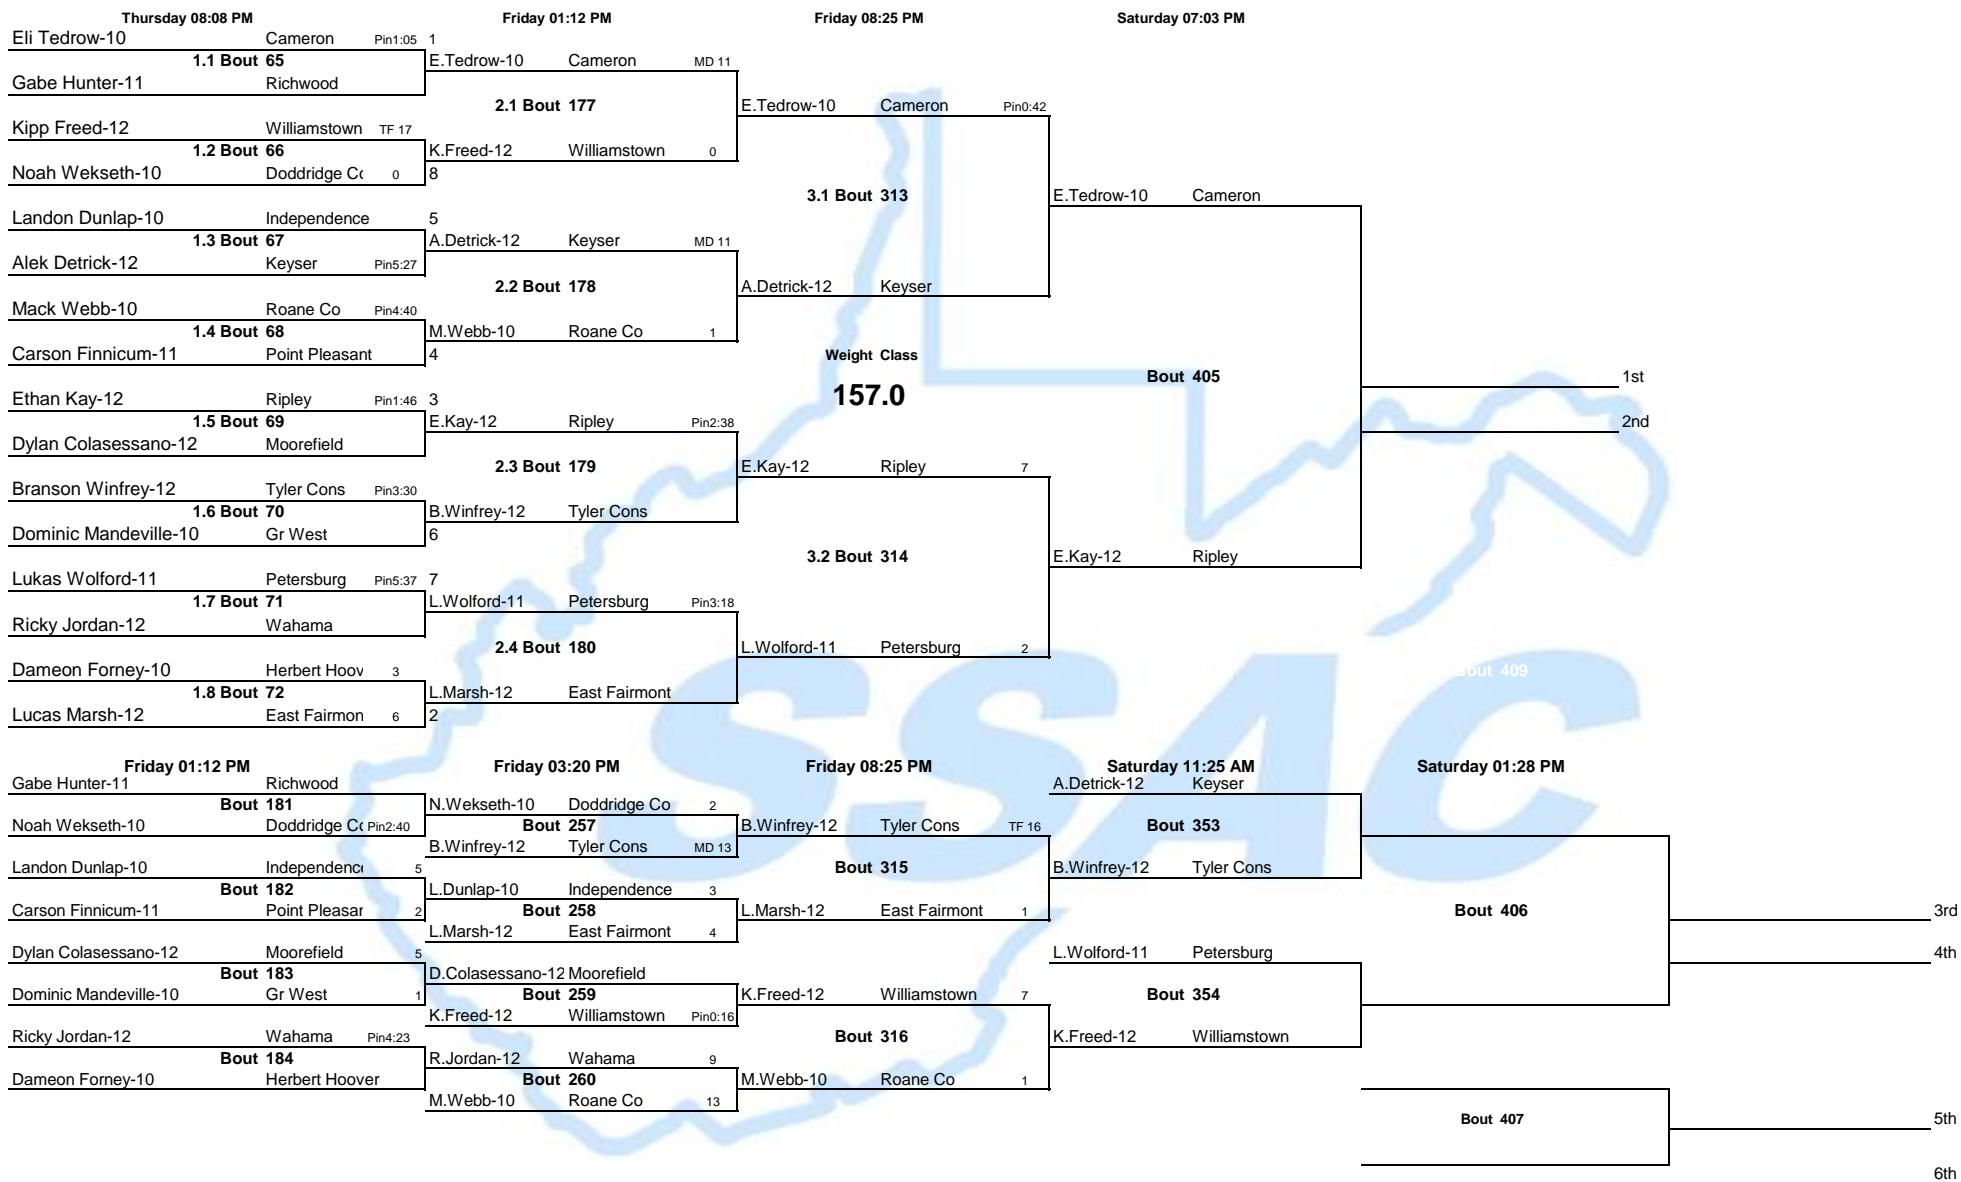 Thursday 08:08 PM Friday 01:12 PM Friday 08:25 PM Saturday 07:03 PM
Eli Tedrow-10 Cameron Pin1:05 1
1.1 Bout 65 E.Tedrow-10 Cameron MD 11
Gabe Hunter-11 Richwood
2.1 Bout 177 E.Tedrow-10 Cameron Pin0:42
Kipp Freed-12 Williamstown TF 17
1.2 Bout 66 K.Freed-12 Williamstown 0
Noah Wekseth-10 Doddridge Co 0 8
3.1 Bout 313 E.Tedrow-10 Cameron
Landon Dunlap-10 Independence 5
1.3 Bout 67 A.Detrick-12 Keyser MD 11
Alek Detrick-12 Keyser Pin5:27
2.2 Bout 178 A.Detrick-12 Keyser
Mack Webb-10 Roane Co Pin4:40
1.4 Bout 68 M.Webb-10 Roane Co 1
Carson Finnicum-11 Point Pleasant 4 Weight Class
Bout 405 1st
Ethan Kay-12 Ripley Pin1:46 3 157.0
1.5 Bout 69 E.Kay-12 Ripley Pin2:38 2nd
Dylan Colasessano-12 Moorefield
2.3 Bout 179 E.Kay-12 Ripley 7
Branson Winfrey-12 Tyler Cons Pin3:30
1.6 Bout 70 B.Winfrey-12 Tyler Cons
Dominic Mandeville-10 Gr West 6
3.2 Bout 314 E.Kay-12 Ripley
Lukas Wolford-11 Petersburg Pin5:37 7
1.7 Bout 71 L.Wolford-11 Petersburg Pin3:18
Ricky Jordan-12 Wahama
2.4 Bout 180 L.Wolford-11 Petersburg 2
Dameon Forney-10 Herbert Hoov 3 Bout 409
1.8 Bout 72 L.Marsh-12 East Fairmont
Lucas Marsh-12 East Fairmon 6 2
SSAC
Friday 01:12 PM Friday 03:20 PM Friday 08:25 PM Saturday 11:25 AM Saturday 01:28 PM
Gabe Hunter-11 Richwood A.Detrick-12 Keyser
Bout 181 N.Wekseth-10 Doddridge Co 2
Noah Wekseth-10 Doddridge Co Pin2:40 Bout 257 B.Winfrey-12 Tyler Cons TF 16 Bout 353
B.Winfrey-12 Tyler Cons MD 13
Landon Dunlap-10 Independence 5 Bout 315 B.Winfrey-12 Tyler Cons
Bout 182 L.Dunlap-10 Independence 3
Carson Finnicum-11 Point Pleasar 2 Bout 258 L.Marsh-12 East Fairmont 1 Bout 406 3rd
L.Marsh-12 East Fairmont 4
Dylan Colasessano-12 Moorefield 5 L.Wolford-11 Petersburg 4th
Bout 183 D.Colasessano-12 Moorefield
Dominic Mandeville-10 Gr West 1 Bout 259 K.Freed-12 Williamstown 7 Bout 354
K.Freed-12 Williamstown Pin0:16
Ricky Jordan-12 Wahama Pin4:23 Bout 316 K.Freed-12 Williamstown
Bout 184 R.Jordan-12 Wahama 9
Dameon Forney-10 Herbert Hoover Bout 260 M.Webb-10 Roane Co 1
M.Webb-10 Roane Co 13
Bout 407 5th
6th